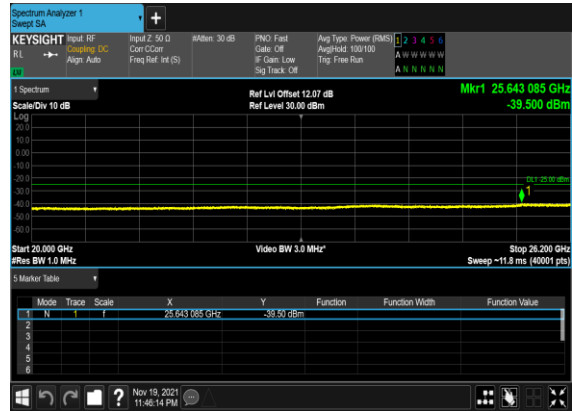 Spectrum Analyzer 1
Swept SA
+
KEYSIGHT Input: RF Input Z: 50 Ω #Atten: 30 dB PNO: Fast Avg Type: Power (RMS) 1 2 3 4 5 6
RL Coupling: DC Corr CCorr Gate: Off Avg|Hold: 100/100 A W W W W W
Align: Auto Freq Ref: Int (S) IF Gain: Low Trig: Free Run
Sig Track: Off A N N N N N
1 Spectrum Ref Lvl Offset 12.07 dB Mkr1 25.643 085 GHz
Scale/Div 10 dB Ref Level 30.00 dBm -39.500 dBm
Log
20.0
10.0
0.00
-10.0
-20.0
DL1 -25.00 dBm
-30.0
1
-40.0
-50.0
-60.0
Start 20.000 GHz Video BW 3.0 MHz* Stop 26.200 GHz
#Res BW 1.0 MHz Sweep ~11.8 ms (40001 pts)
5 Marker Table
Mode Trace Scale X Y Function Function Width Function Value
1 N 1 f 25.643 085 GHz -39.50 dBm
2
3
4
5
6
? Nov 19, 2021
11:46:14 PM